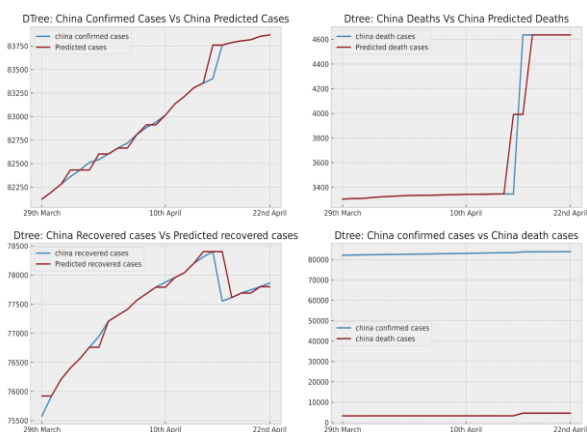 DTree: China Confirmed Cases Vs China Predicted Cases
china confirmed cases
Predicted cases
83750
83500
83250
83000
82750
82500
82250
29th March
10th April
22nd April
Dtree: China Deaths Vs China Predicted Deaths
china death cases
Predicted death cases
4600
4400
4200
4000
3800
3600
3400
29th March
10th April
22nd April
Dtree: China Recovered cases Vs Predicted recovered cases
china recovered cases
Predicted recovered cases
78500
78000
77500
77000
76500
76000
75500
29th March
10th April
22nd April
Dtree: China confirmed cases vs China death cases
china confirmed cases
china death cases
80000
70000
60000
50000
40000
30000
20000
10000
0
29th March
10th April
22nd April